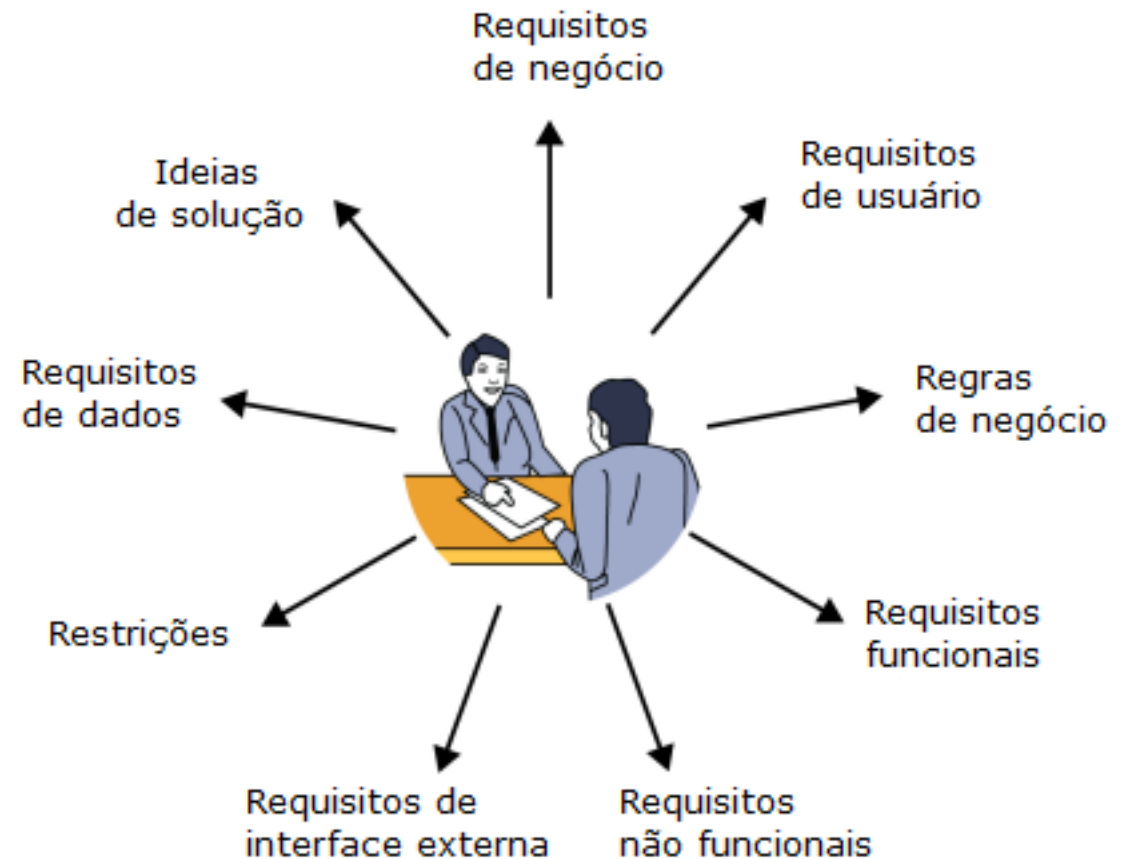 Requisitos
de negócio
Requisitos
de usuário
Ideias
de solução
Requisitos
de dados
Regras
de negócio
Restrições
Requisitos
funcionais
Requisitos de
interface externa
Requisitos
não funcionais